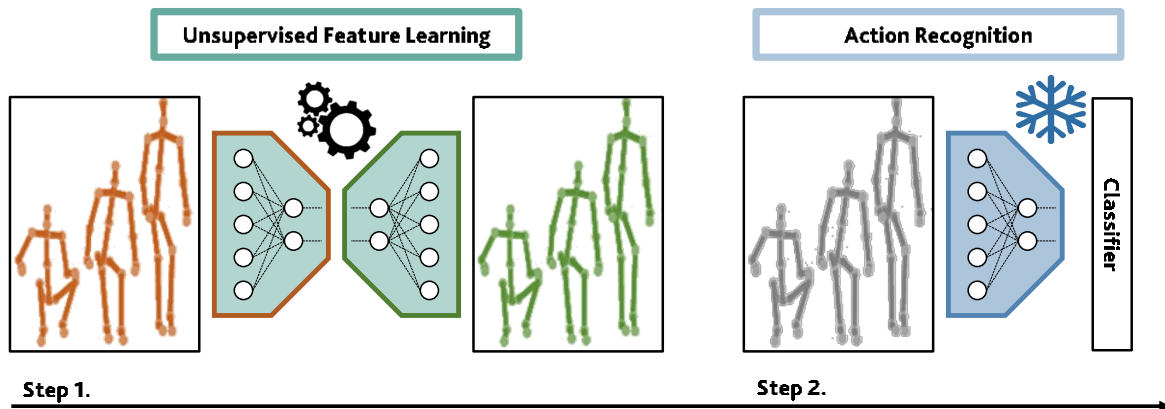 Unsupervised Feature Learning
Action Recognition
Classifier
Step 1.
Step 2.